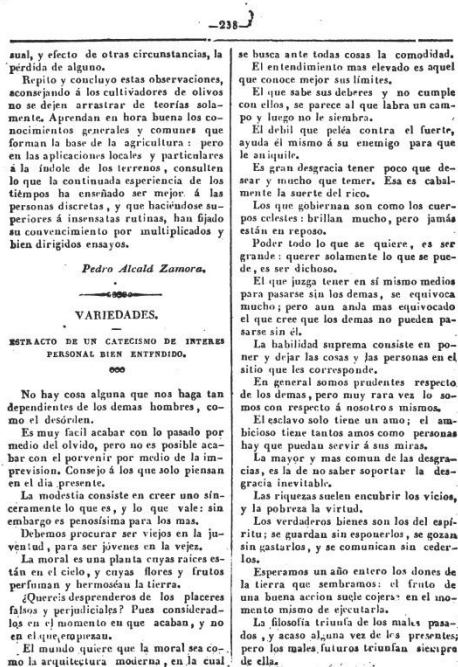 —238—
sual, y efecto de otras circunstancias, la
pérdida de alguno.
Repito y concluyo estas observaciones,
aconsejando á los cultivadores de olivos
no se dejen arrastrar de teorías sola-
mente. Aprendan en hora buena los co-
nocimientos generales y comunes que
forman la base de la agricultura: pero
en las aplicaciones locales y particulares
á la índole de los terrenos, consulten
lo que la continuada esperiencia de los
tiempos ha enseñado ser mejor á las
personas discretas, y que haciéndose su-
periores á insensatas rutinas, han fijado
su convencimiento por multiplicados y
bien dirigidos ensayos.
Pedro Alcalá Zamora.
VARIEDADES.
ESTRACTO DE UN CATECISMO DE INTERES
PERSONAL BIEN ENTENDIDO.
No hay cosa alguna que nos haga tan
dependientes de los demas hombres, co-
mo el desórden.
Es muy facil acabar con lo pasado por
medio del olvido, pero no es posible aca-
bar con el porvenir por medio de la im-
prevision. Consejo á los que solo piensan
en el dia presente.
La modestia consiste en creer uno sin-
ceramente lo que es, y lo que vale: sin
embargo es penosísima para los mas.
Debemos procurar ser viejos en la ju-
ventud, para ser jóvenes en la vejez.
La moral es una planta cuyas raices es-
tán en el cielo, y cuyas flores y frutos
perfuman y hermoséan la tierra.
¿Quereis desprenderos de los placeres
falsos y perjudiciales? Pues considerad-
los en el momento en que acaban, y no
en el que empiezan.
El mundo quiere que la moral sea co-
mo la arquitectura moderna, en la cual
se busca ante todas cosas la comodidad.
El entendimiento mas elevado es aquel
que conoce mejor sus límites.
El que sabe sus deberes y no cumple
con ellos, se parece al que labra un cam-
po y luego no le siembra.
El debil que peléa contra el fuerte,
ayuda él mismo á su enemigo para que
le aniquile.
Es gran desgracia tener poco que de-
sear y mucho que temer. Esa es cabal-
mente la suerte del rico.
Los que gobiernan son como los cuer-
pos celestes: brillan mucho, pero jamás
están en reposo.
Poder todo lo que se quiere, es ser
grande: querer solamente lo que se pue-
de, es ser dichoso.
El que juzga tener en sí mismo medios
para pasarse sin los demas, se equivoca
mucho; pero aun anda mas equivocado
el que cree que los demas no pueden pa-
sarse sin él.
La habilidad suprema consiste en po-
ner y dejar las cosas y las personas en el
sitio que les corresponde.
En general somos prudentes respecto
de los demas, pero muy rara vez lo so-
mos con respecto á nosotros mismos.
El esclavo solo tiene un amo; el am-
bicioso tiene tantos amos como personas
hay que puedan servir á sus miras.
La mayor y mas comun de las desgra-
cias, es la de no saber soportar la des-
gracia inevitable.
Las riquezas suelen encubrir los vicios,
y la pobreza la virtud.
Los verdaderos bienes son los del espí-
ritu; se guardan sin esponerlos, se gozan
sin gastarlos, y se comunican sin ceder-
los.
Esperamos un año entero los dones de
la tierra que sembramos: el fruto de
una buena accion suele cojerse en el mo-
mento mismo de ejecutarla.
La filosofía triunfa de los males pasa-
dos, y acaso alguna vez de los presentes;
pero los males futuros triunfan siempre
de ella.